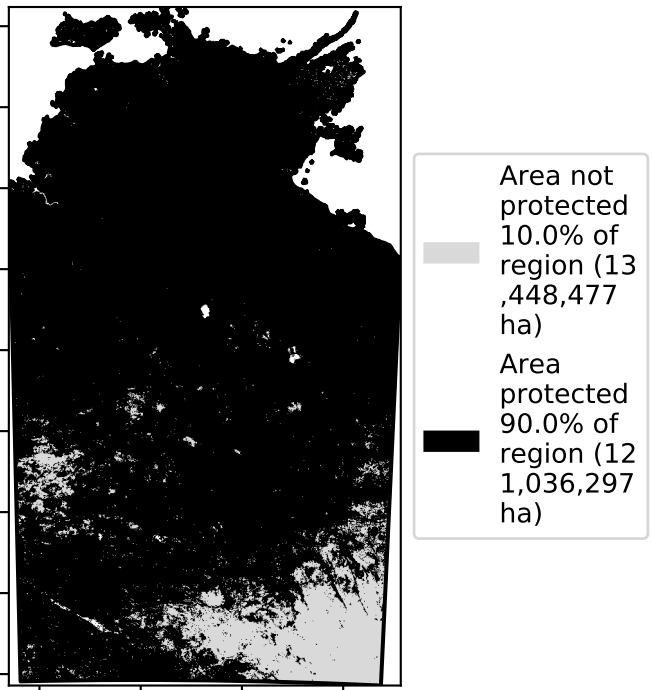 Area not
protected
10.0% of
region (13
,448,477
ha)
Area
protected
90.0% of
region (12
1,036,297
ha)